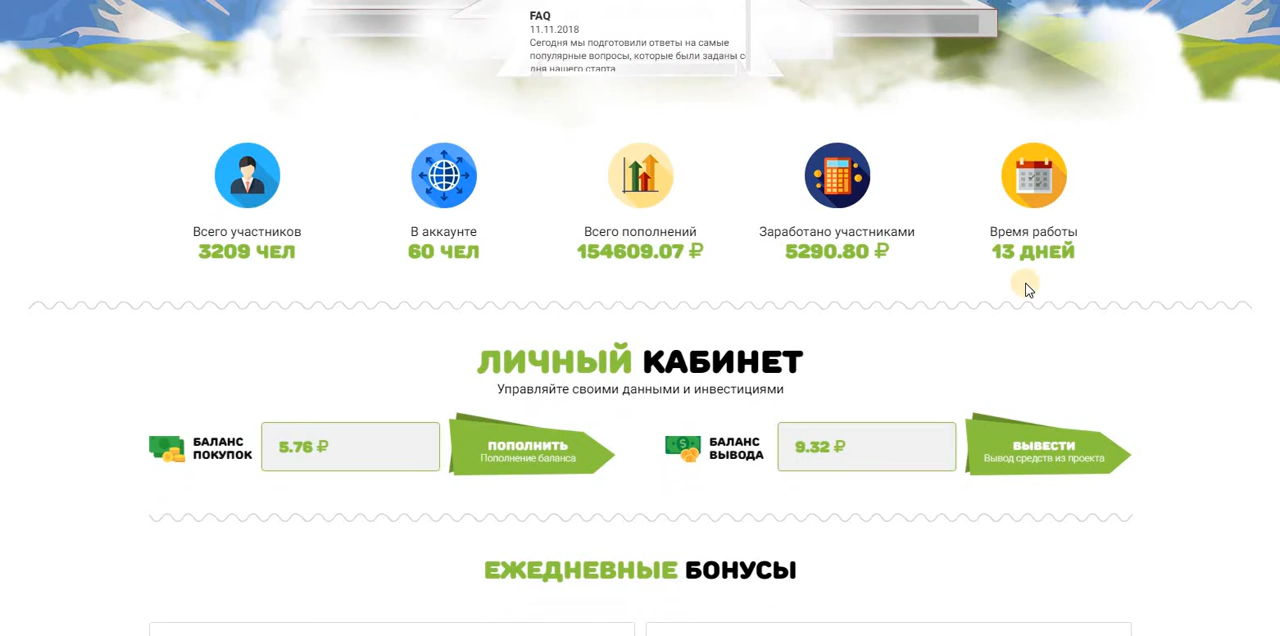 FAQ
11.11.2018
Сегодня мы подготовили ответы на самые
популярные вопросы, которые были заданы с
дня нашего старта
Всего участников
3209 ЧЕЛ
В аккаунте
60 ЧЕЛ
Всего пополнений
154609.07 ₽
Заработано участниками
5290.80 ₽
Время работы
13 ДНЕЙ
ЛИЧНЫЙ КАБИНЕТ
Управляйте своими данными и инвестициями
БАЛАНС
ПОКУПОК
5.76 ₽
ПОПОЛНИТЬ
Пополнение баланса
БАЛАНС
ВЫВОДА
9.32 ₽
ВЫВЕСТИ
Вывод средств из проекта
ЕЖЕДНЕВНЫЕ БОНУСЫ